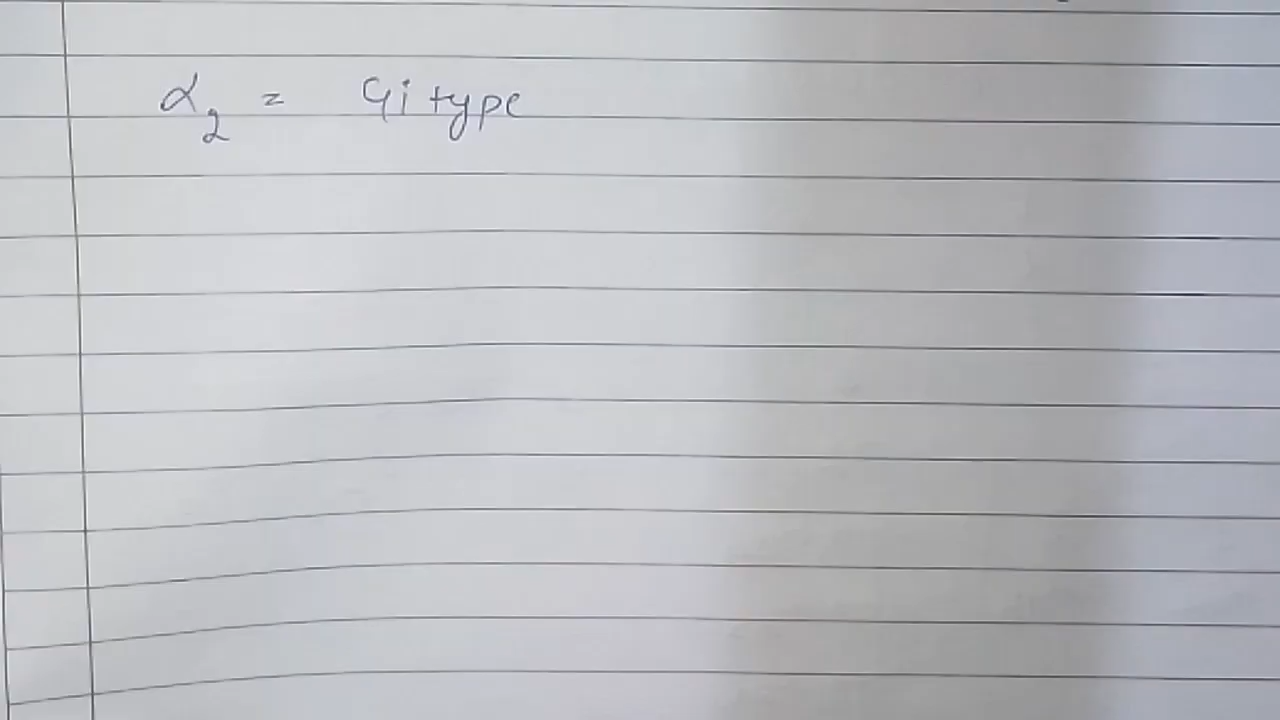 α₂ = Gi type